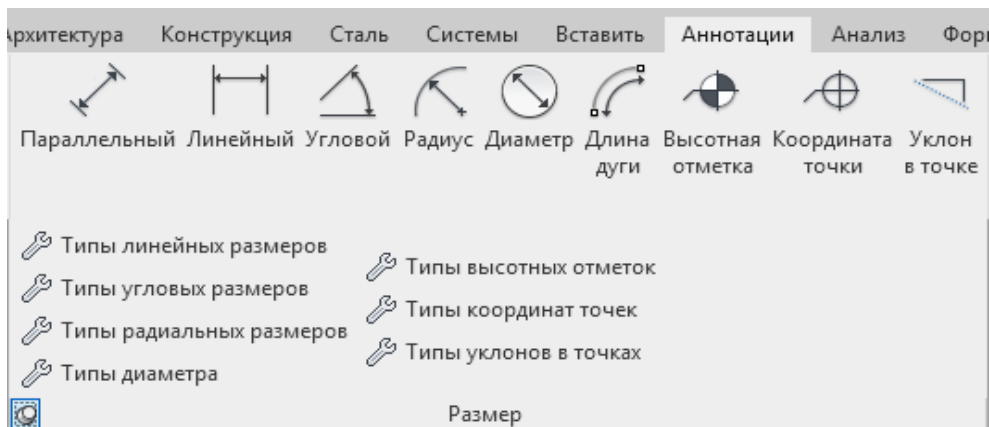 Архитектура Конструкция Сталь Системы Вставить Аннотации Анализ Фор
Параллельный Линейный Угловой Радиус Диаметр Длина дуги Высотная отметка Координата точки Уклон в точке
Типы линейных размеров
Типы угловых размеров
Типы радиальных размеров
Типы диаметра
Типы высотных отметок
Типы координат точек
Типы уклонов в точках
Размер